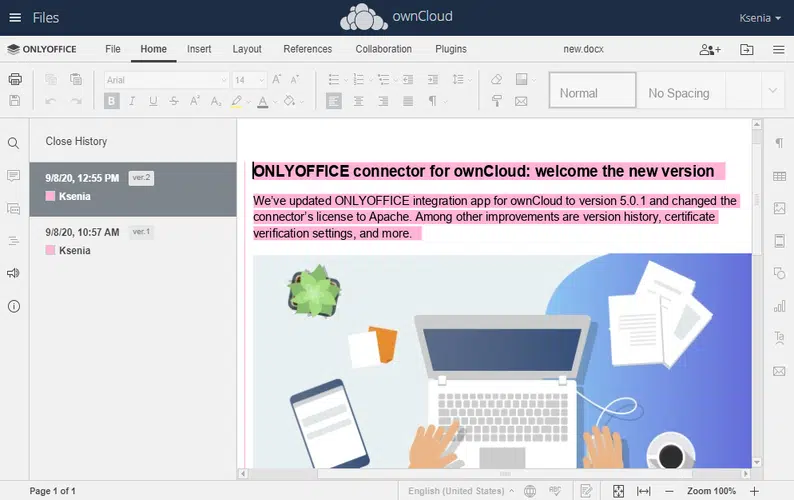 Files
ownCloud
Ksenia
ONLYOFFICE
File
Home
Insert
Layout
References
Collaboration
Plugins
new.docx
Arial
14
Normal
No Spacing
Close History
9/8/20, 12:55 PM
ver.2
Ksenia
9/8/20, 10:57 AM
ver.1
Ksenia
ONLYOFFICE connector for ownCloud: welcome the new version
We've updated ONLYOFFICE integration app for ownCloud to version 5.0.1 and changed the
connector's license to Apache. Among other improvements are version history, certificate
verification settings, and more.
Page 1 of 1
English (United States)
Zoom 100%